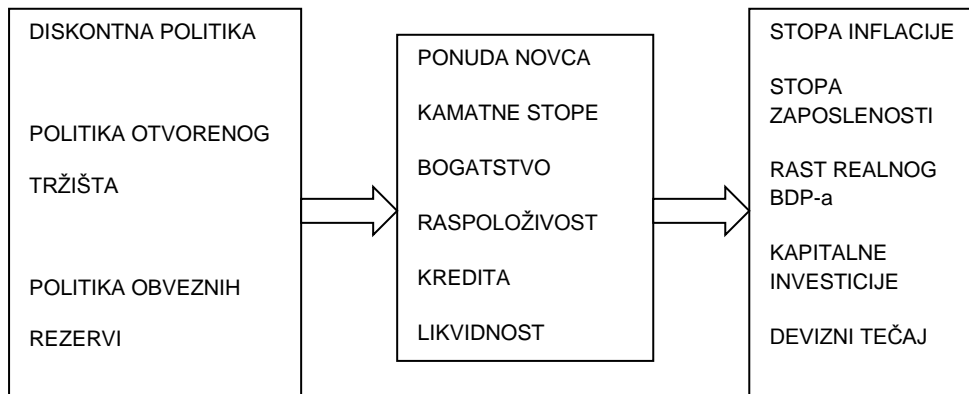 DISKONTNA POLITIKA
POLITIKA OTVORENOG
TRŽIŠTA
POLITIKA OBVEZNIH
REZERVI
PONUDA NOVCA
KAMATNE STOPE
BOGATSTVO
RASPOLOŽIVOST
KREDITA
LIKVIDNOST
STOPA INFLACIJE
STOPA
ZAPOSLENOSTI
RAST REALNOG
BDP-a
KAPITALNE
INVESTICIJE
DEVIZNI TEČAJ